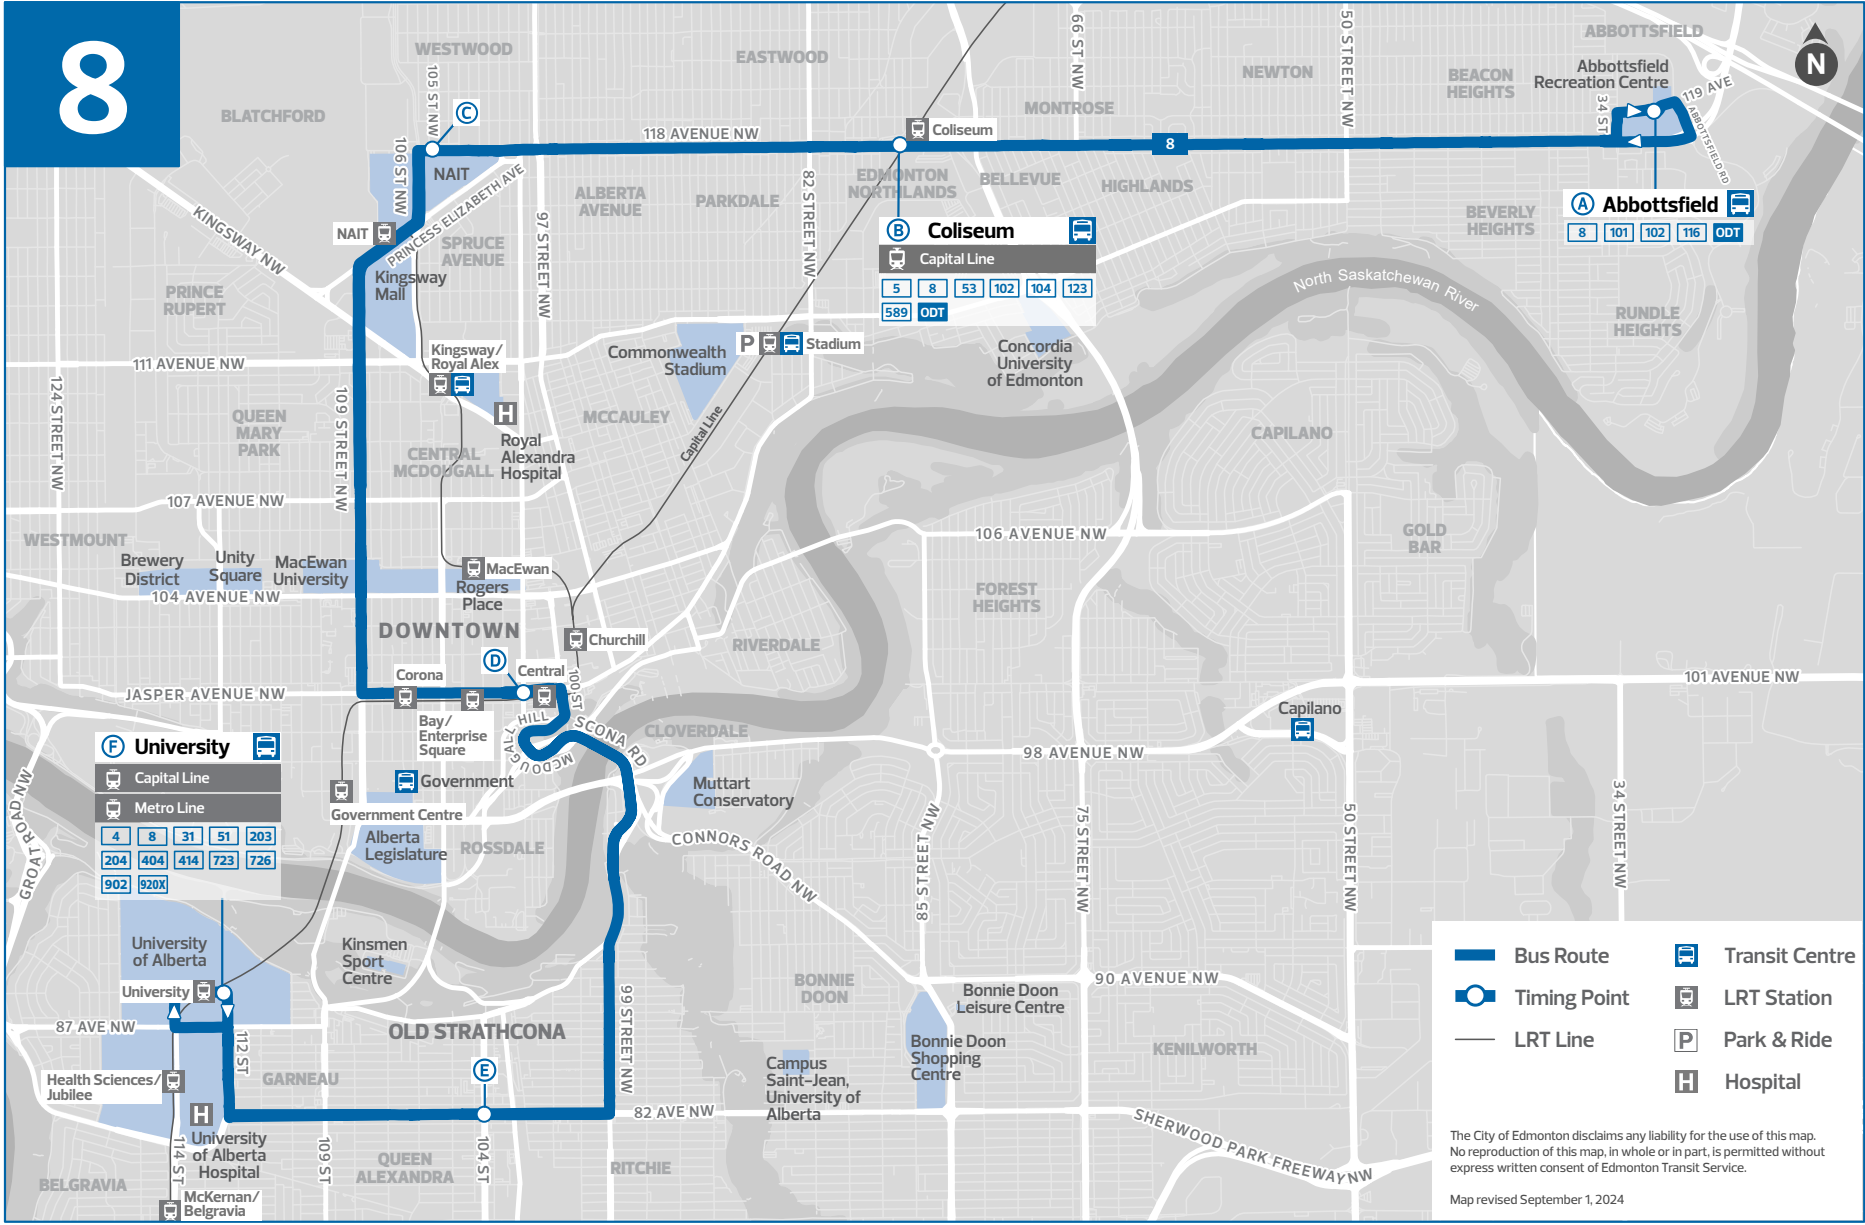 8
WESTWOOD
EASTWOOD
66 ST NW
50 STREET NW
ABBOTTSFIELD
N
Abbottsfield
Recreation Centre
NEWTON
BEACON
HEIGHTS
MONTROSE
BLATCHFORD
105 ST NW
C
118 AVENUE NW
Coliseum
8
34 ST
119 AVE
ABBOTTSFIELD RD
106 ST NW
NAIT
PRINCESS ELIZABETH AVE
ALBERTA
AVENUE
PARKDALE
82 STREET NW
EDMONTON
NORTHLANDS
BELLEVUE
HIGHLANDS
A Abbottsfield
8 101 102 116 ODT
BEVERLY
HEIGHTS
KINGSWAY NW
NAIT
97 STREET NW
SPRUCE
AVENUE
Kingsway
Mall
B Coliseum
Capital Line
5 8 53 102 104 123
589 ODT
North Saskatchewan River
RUNDLE
HEIGHTS
PRINCE
RUPERT
111 AVENUE NW
Kingsway/
Royal Alex
Commonwealth
Stadium
P
Stadium
Concordia
University
of Edmonton
124 STREET NW
109 STREET NW
QUEEN
MARY
PARK
H
Royal
Alexandra
Hospital
CENTRAL
MCDOUGALL
MCCAULEY
Capital Line
CAPILANO
107 AVENUE NW
WESTMOUNT
106 AVENUE NW
GOLD
BAR
Brewery
District
Unity
Square
MacEwan
University
MacEwan
Rogers
Place
104 AVENUE NW
FOREST
HEIGHTS
DOWNTOWN
Churchill
RIVERDALE
D
Central
Corona
100 ST
JASPER AVENUE NW
101 AVENUE NW
Bay/
Enterprise
Square
MCDOUGALL HILL
SCONA RD
CLOVERDALE
Capilano
98 AVENUE NW
F University
Capital Line
Metro Line
4 8 31 51 203
204 404 414 723 726
902 920X
Government
Government Centre
Alberta
Legislature
ROSSDALE
Muttart
Conservatory
CONNORS ROAD NW
85 STREET NW
75 STREET NW
50 STREET NW
34 STREET NW
GROAT ROAD NW
University
of Alberta
Kinsmen
Sport
Centre
University
87 AVE NW
112 ST
OLD STRATHCONA
99 STREET NW
BONNIE
DOON
90 AVENUE NW
Bonnie Doon
Leisure Centre
Bonnie Doon
Shopping
Centre
KENILWORTH
Health Sciences/
Jubilee
GARNEAU
E
Campus
Saint-Jean,
University of
Alberta
82 AVE NW
SHERWOOD PARK FREEWAY NW
H
University
of Alberta
Hospital
114 ST
109 ST
104 ST
QUEEN
ALEXANDRA
RITCHIE
BELGRAVIA
McKernan/
Belgravia
Bus Route
Transit Centre
Timing Point
LRT Station
LRT Line
P Park & Ride
H Hospital
The City of Edmonton disclaims any liability for the use of this map.
No reproduction of this map, in whole or in part, is permitted without
express written consent of Edmonton Transit Service.
Map revised September 1, 2024